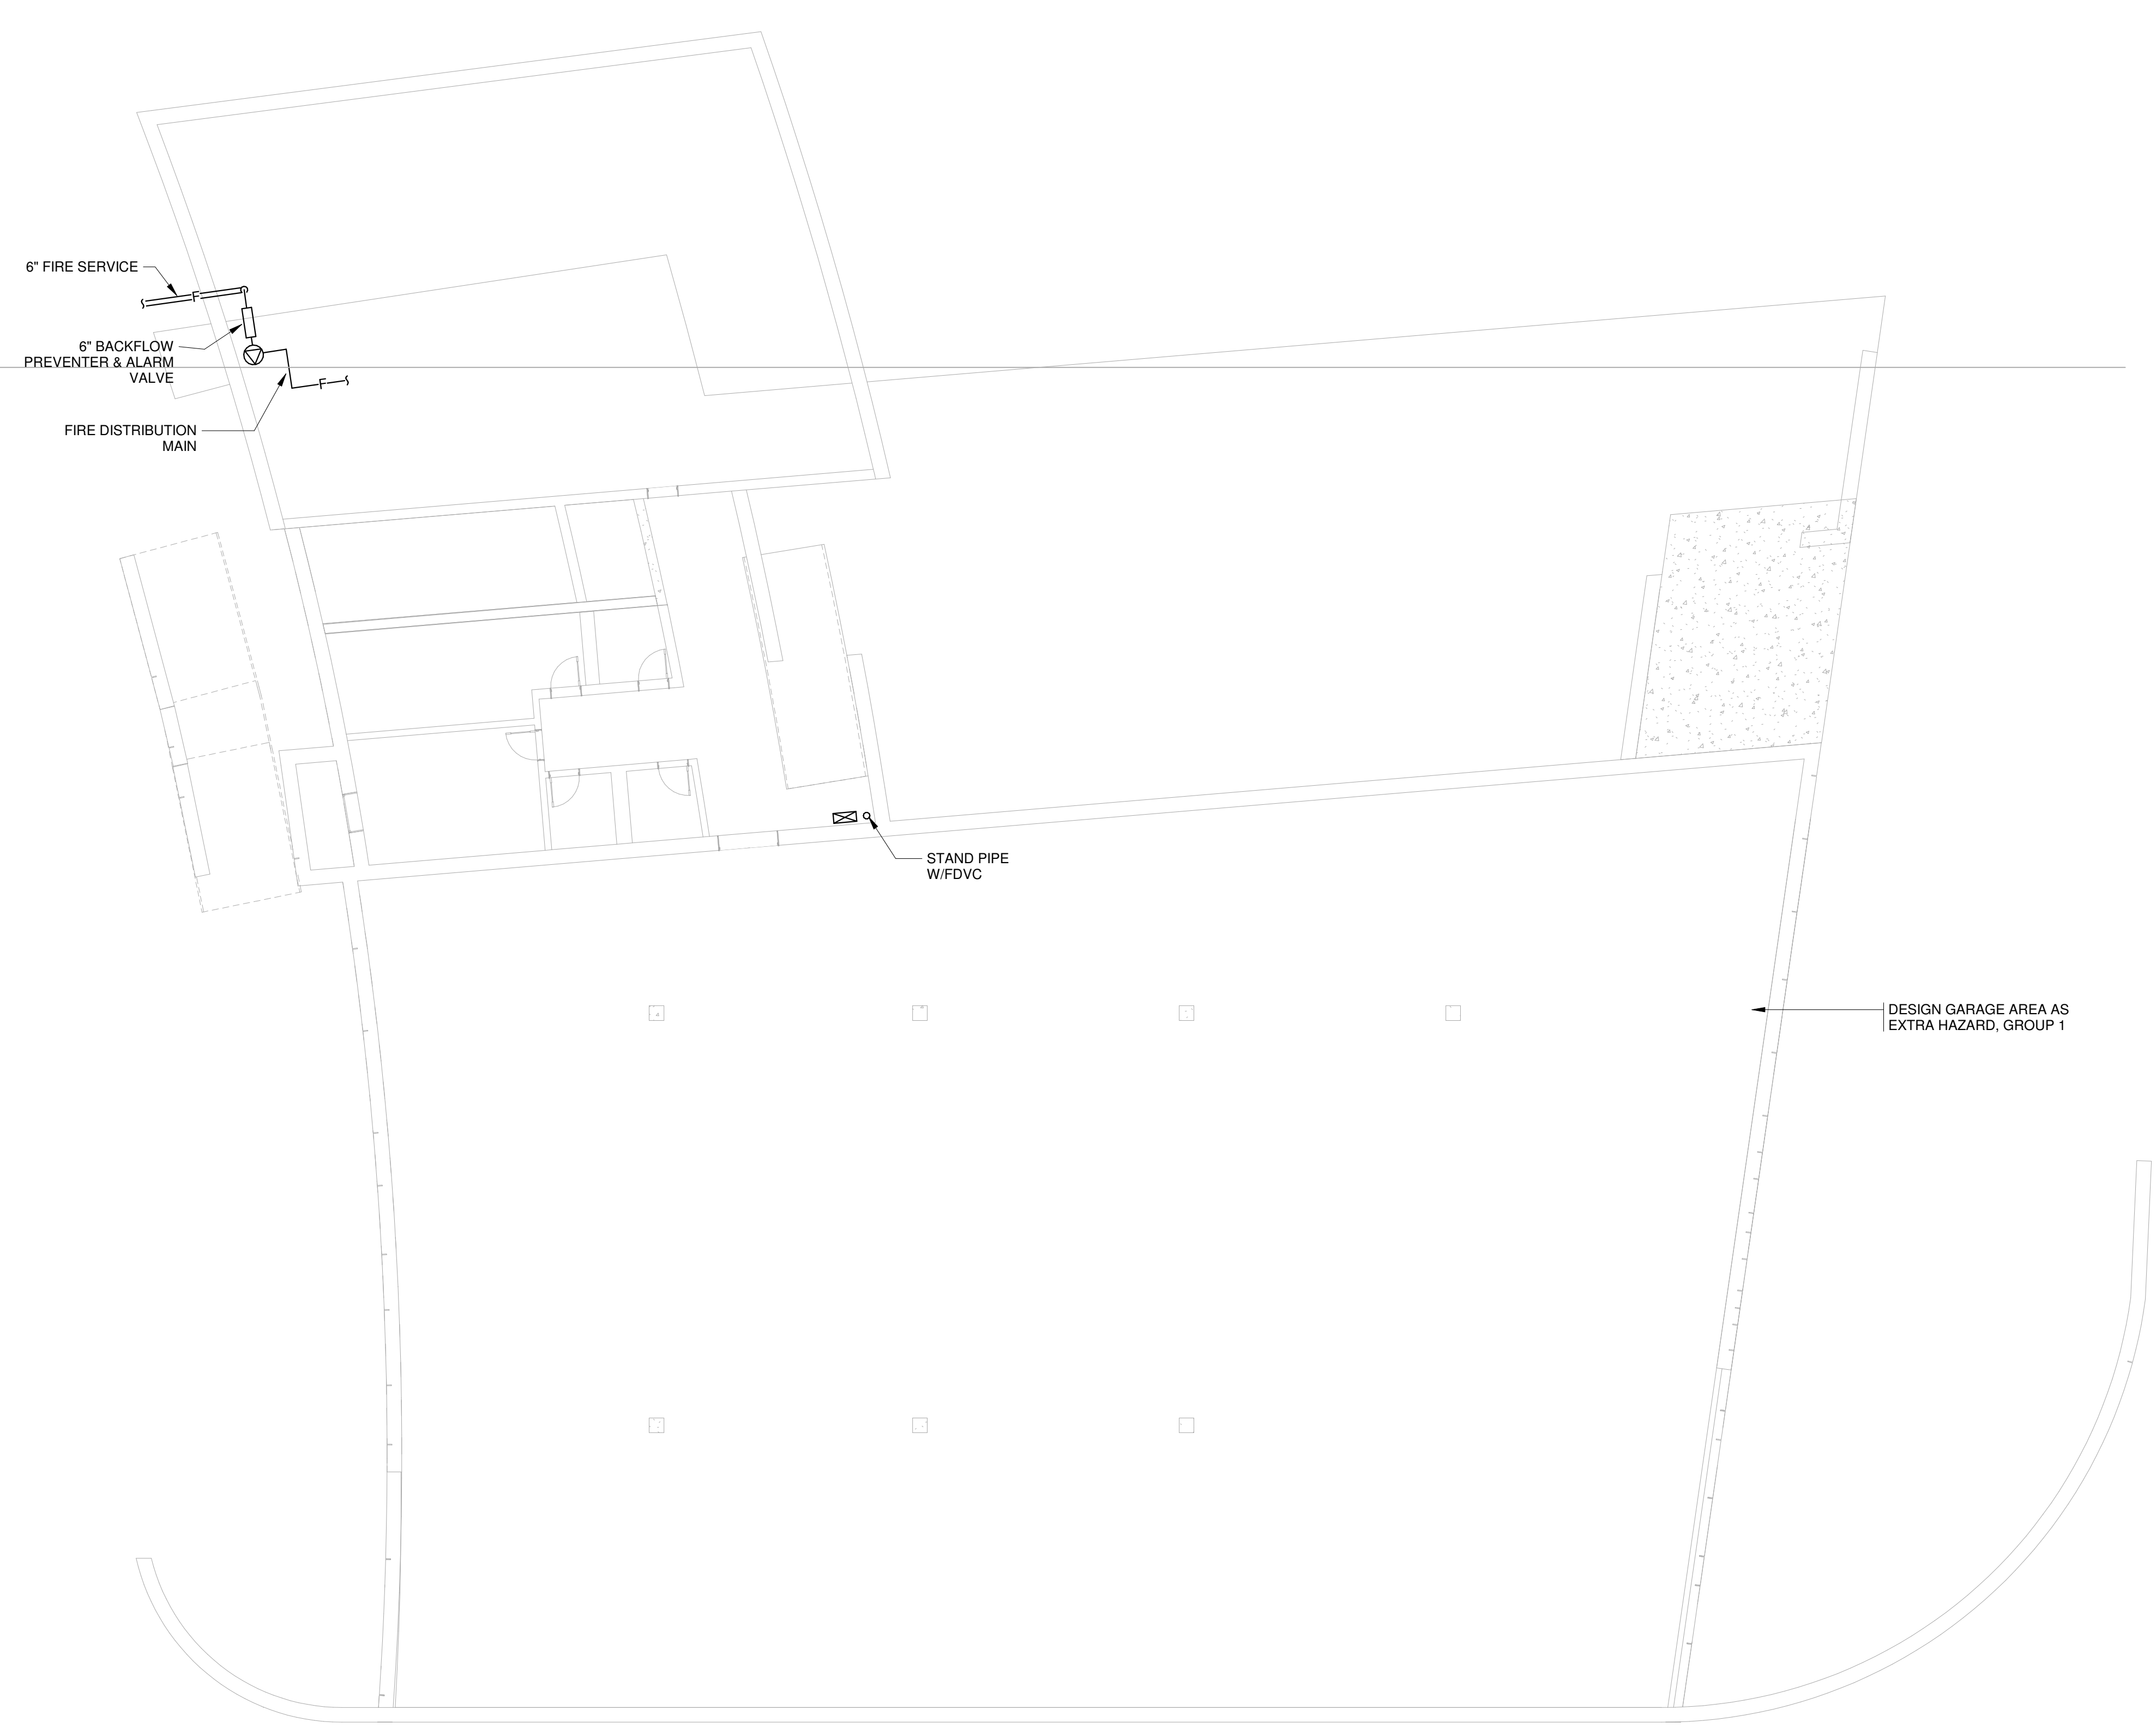 6" FIRE SERVICE
F
6" BACKFLOW
PREVENTER & ALARM
VALVE
F
FIRE DISTRIBUTION
MAIN
STAND PIPE
W/FDVC
DESIGN GARAGE AREA AS
EXTRA HAZARD, GROUP 1